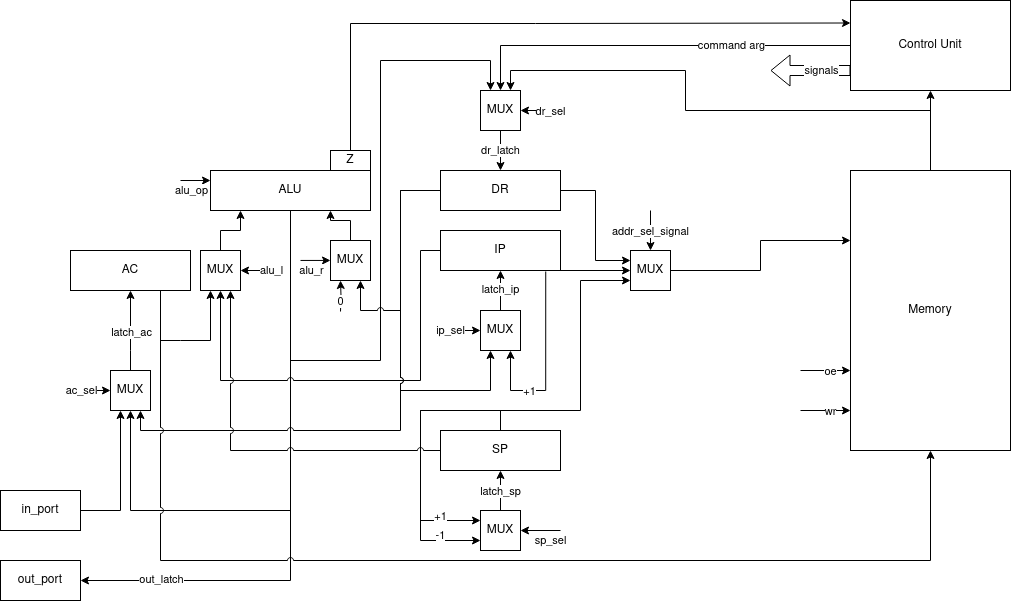 Control Unit
command arg
signals
MUX
dr_sel
dr_latch
Z
ALU
alu_op
DR
addr_sel_signal
IP
MUX
AC
MUX
alu_l
alu_r
MUX
latch_ip
0
Memory
latch_ac
ip_sel
MUX
oe
ac_sel
MUX
+1
wr
SP
latch_sp
in_port
+1
MUX
-1
sp_sel
out_port
out_latch